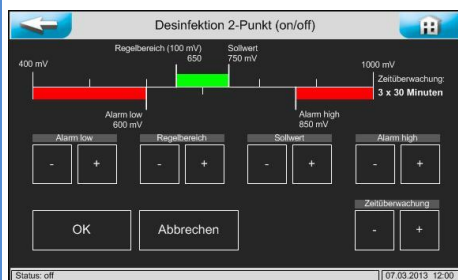 Desinfektion 2-Punkt (on/off)
Regelbereich (100 mV)
650
Sollwert
750 mV
400 mV
1000 mV
Zeitüberwachung:
3 x 30 Minuten
Alarm low
600 mV
Alarm high
850 mV
Alarm low
Regelbereich
Sollwert
Alarm high
- + - + - + - +
Zeitüberwachung
OK Abbrechen - +
Status: off
07.03.2013 12:00